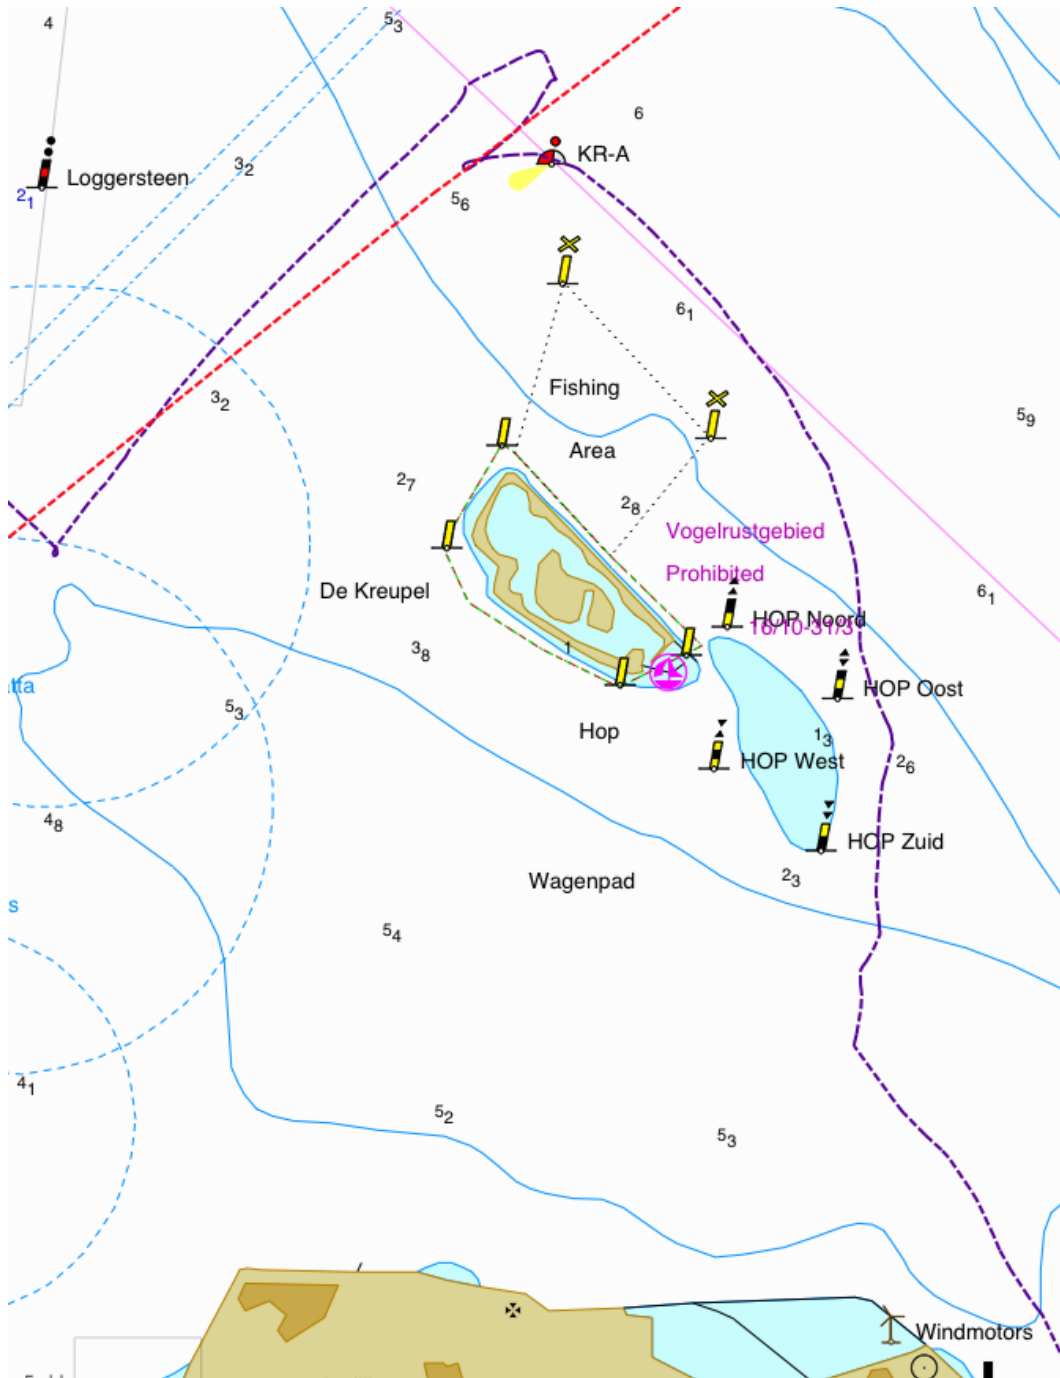 4
5₃
6
KR-A
3₂
Loggersteen
2₁
5₆
6₁
Fishing
3₂
5₉
Area
2₇
2₈
Vogelrustgebied
Prohibited
De Kreupel
6₁
HOP Noord
16/10-31/3
3₈
1
HOP Oost
5₃
Hop
1₃
HOP West
2₆
4₈
HOP Zuid
Wagenpad
2₃
s
5₄
4₁
5₂
5₃
Windmotors